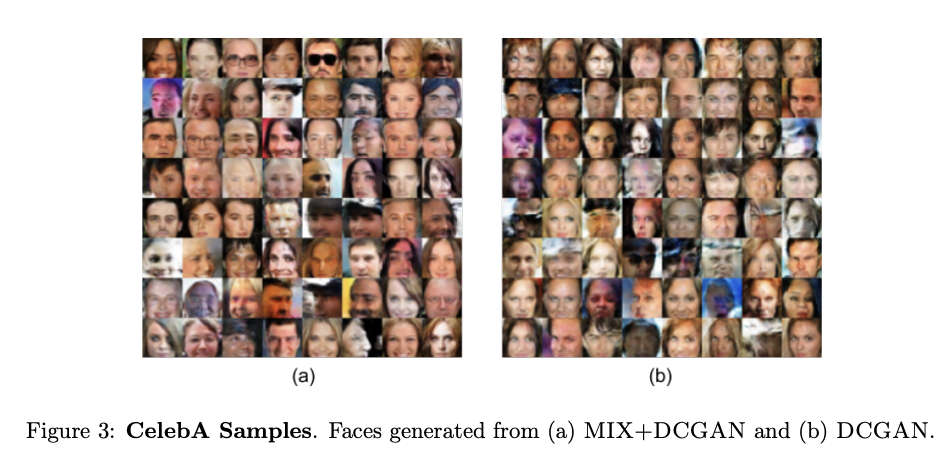 (a)
(b)
Figure 3: CelebA Samples. Faces generated from (a) MIX+DCGAN and (b) DCGAN.